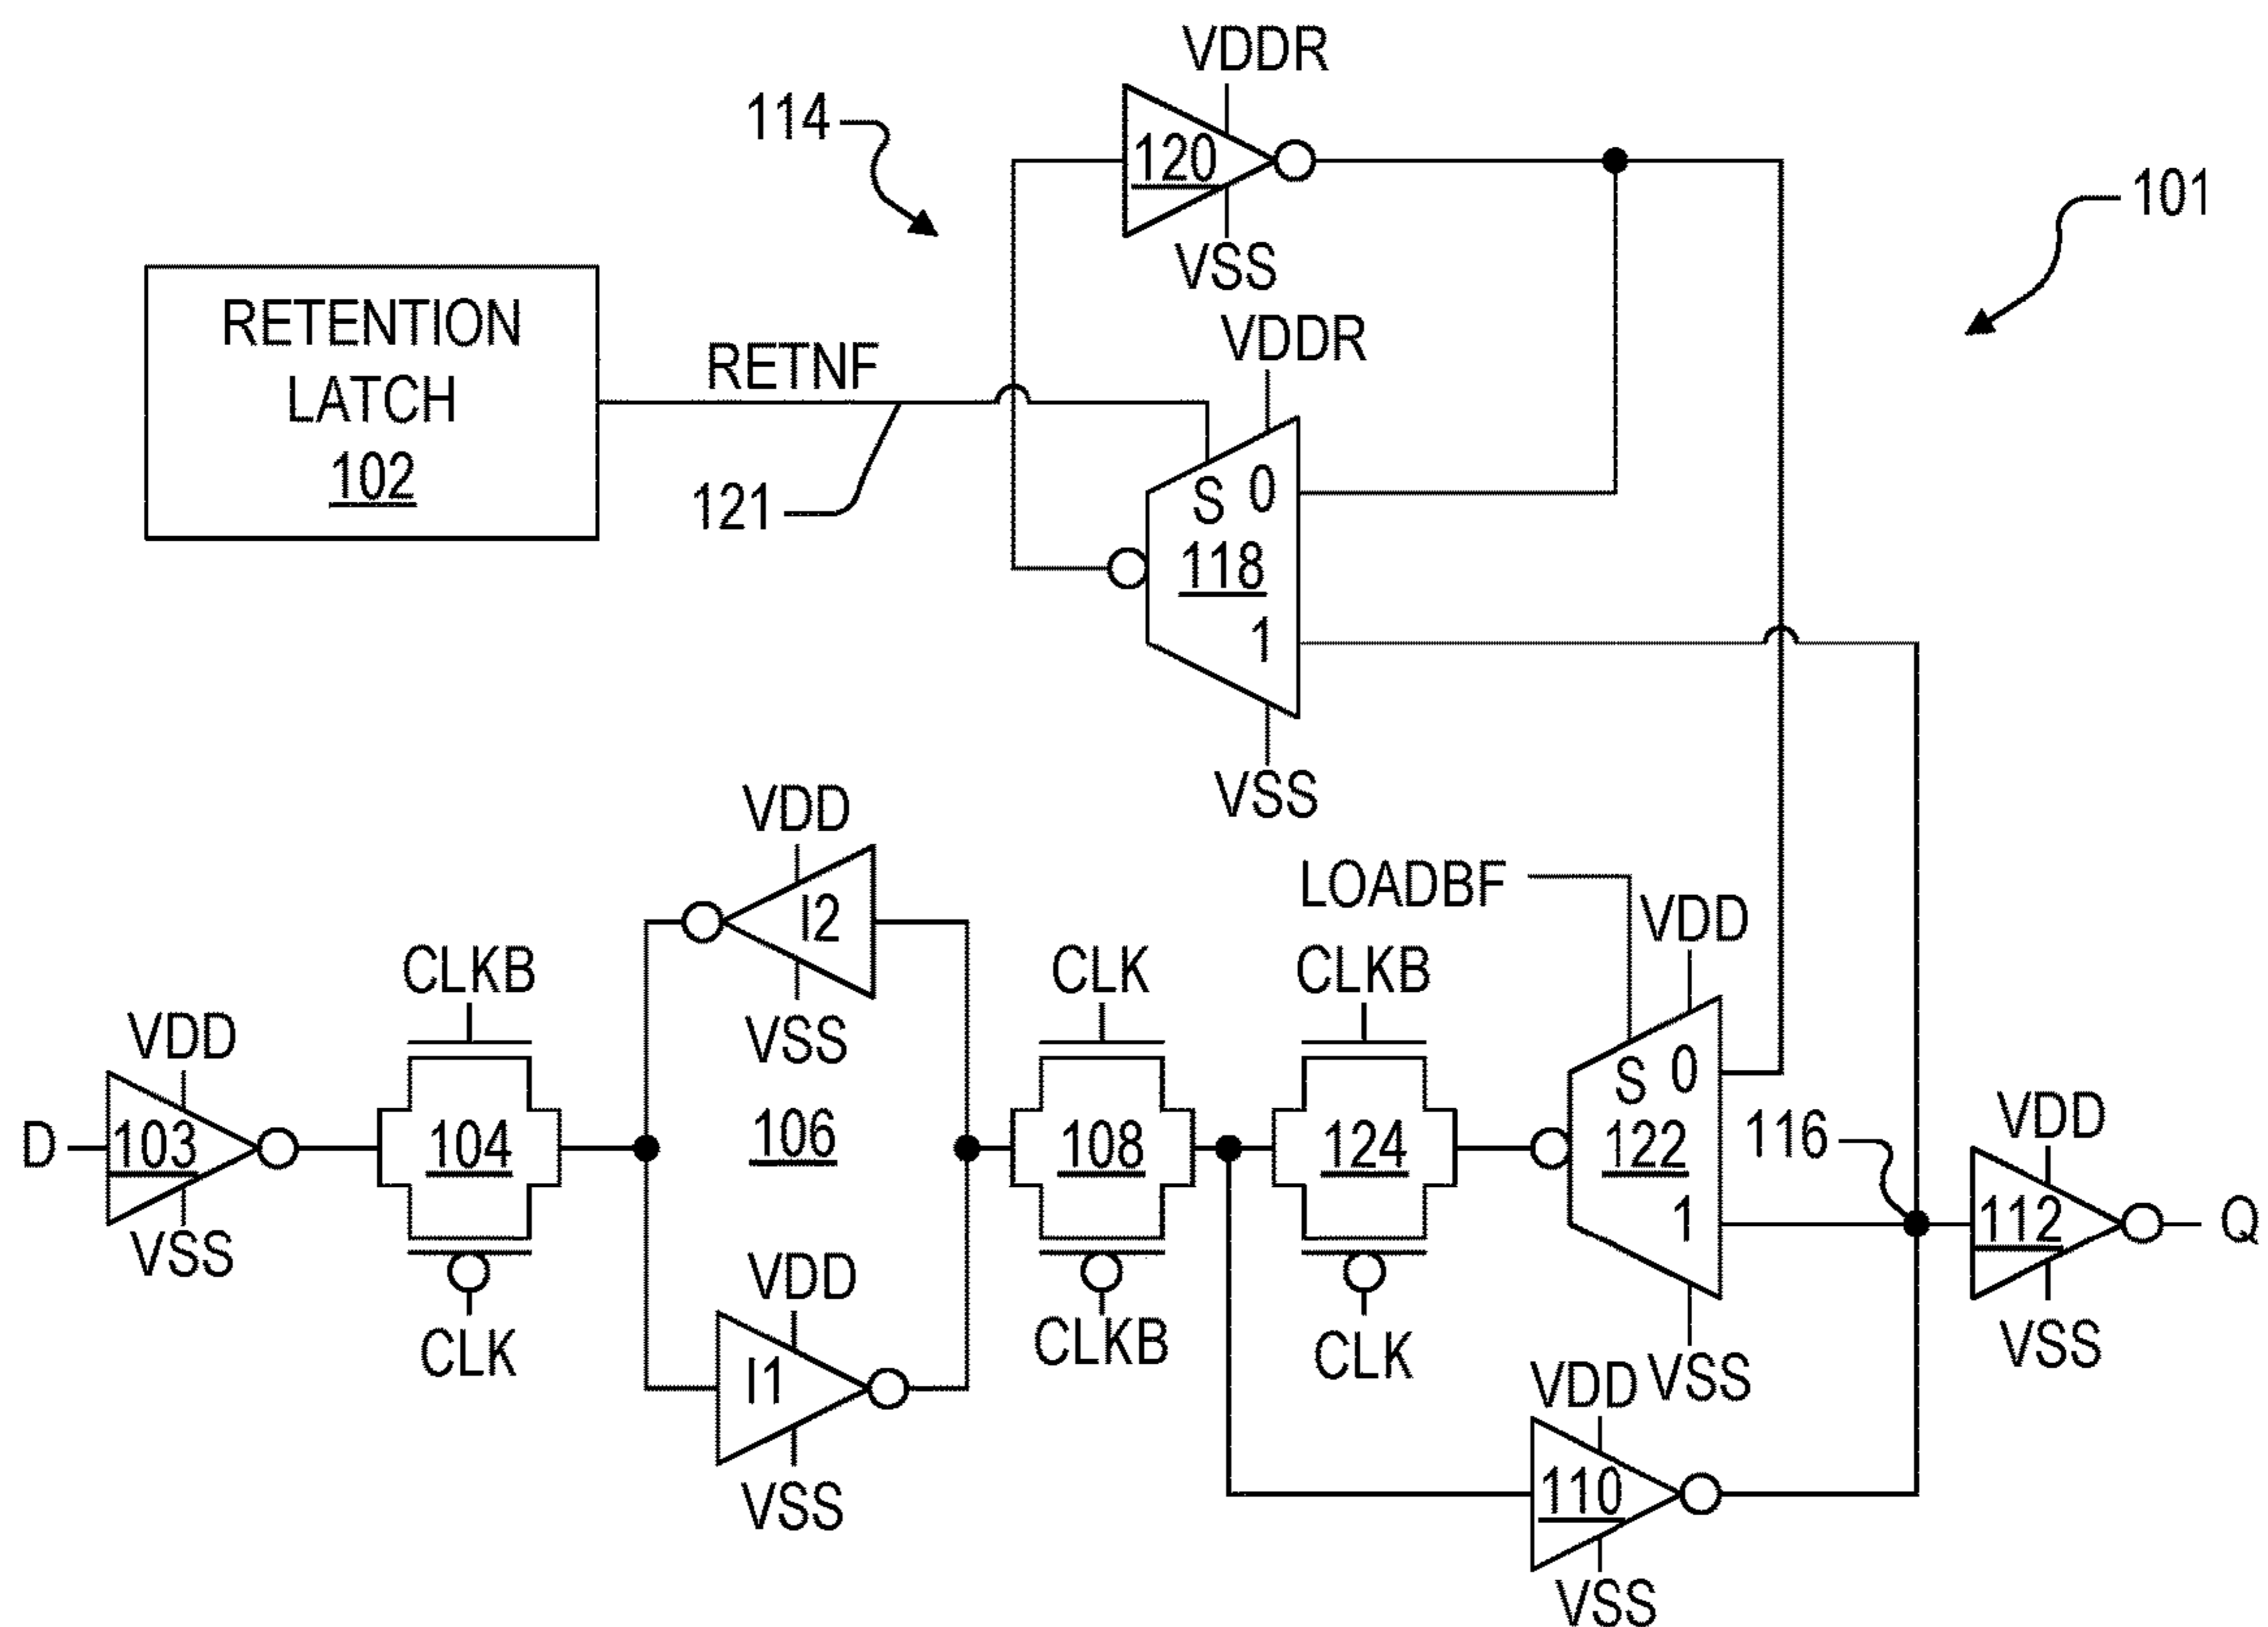 VDDR
114
120
101
VSS
RETENTION
LATCH
102
RETNF
VDDR
121
S 0
118
1
VSS
VDD
I2
VSS
LOADBF
VDD
CLKB
CLK
CLKB
VDD
D
103
VSS
104
CLK
106
108
CLKB
124
CLK
S 0
122
1
VSS
116
VDD
112
VSS
Q
VDD
I1
VSS
VDD
110
VSS